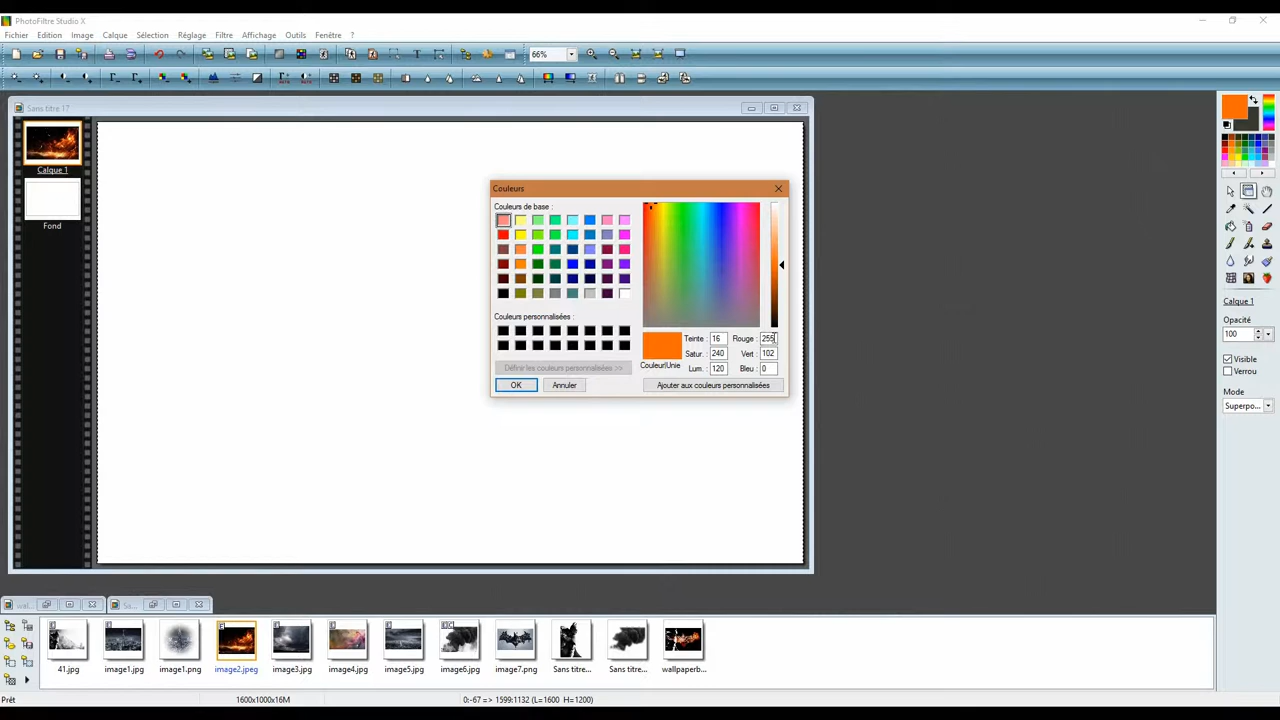 PhotoFiltre Studio X
Fichier Edition Image Calque Sélection Réglage Filtre Affichage Outils Fenêtre ?
66%
Sans titre 17
Calque 1
Fond
Couleurs
Couleurs de base :
Couleurs personnalisées :
Définir les couleurs personnalisées >>
OK Annuler
Teinte : 16 Rouge : 255
Satur. : 240 Vert : 102
Couleur|Unie Lum. : 120 Bleu : 0
Ajouter aux couleurs personnalisées
Calque 1
Opacité
100
Visible
Verrou
Mode
Superpo...
41.jpg image1.jpg image1.png image2.jpeg image3.jpg image4.jpg image5.jpg image6.jpg image7.png Sans titre... Sans titre... wallpaperb...
Prêt 1600x1000x16M 0:-67 => 1599:1132 (L=1600 H=1200)